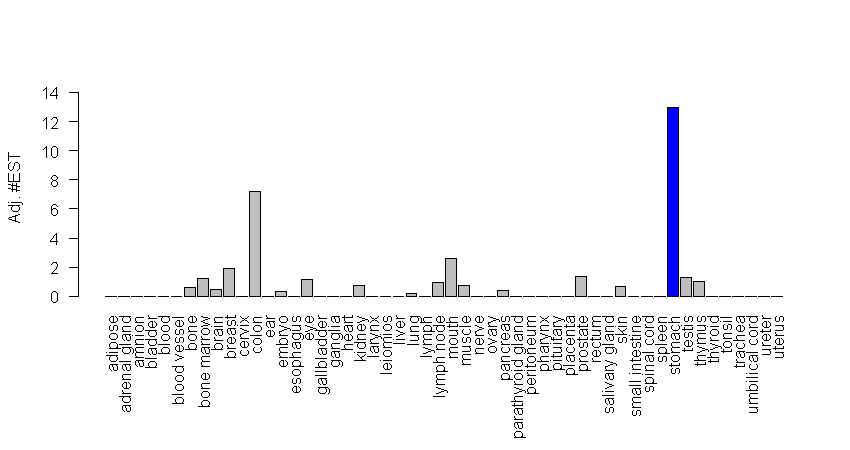 Adj. #EST
14
12
10
8
6
4
2
0
adipose
adrenal gland
amnion
bladder
blood
blood vessel
bone
bone marrow
brain
breast
cervix
colon
ear
embryo
esophagus
eye
gallbladder
ganglia
heart
kidney
larynx
leiomios
liver
lung
lymph
lymph node
mouth
muscle
nerve
ovary
pancreas
parathyroid gland
peritoneum
pharynx
pituitary
placenta
prostate
rectum
salivary gland
skin
small intestine
spinal cord
spleen
stomach
testis
thymus
thyroid
tonsil
trachea
umbilical cord
ureter
uterus